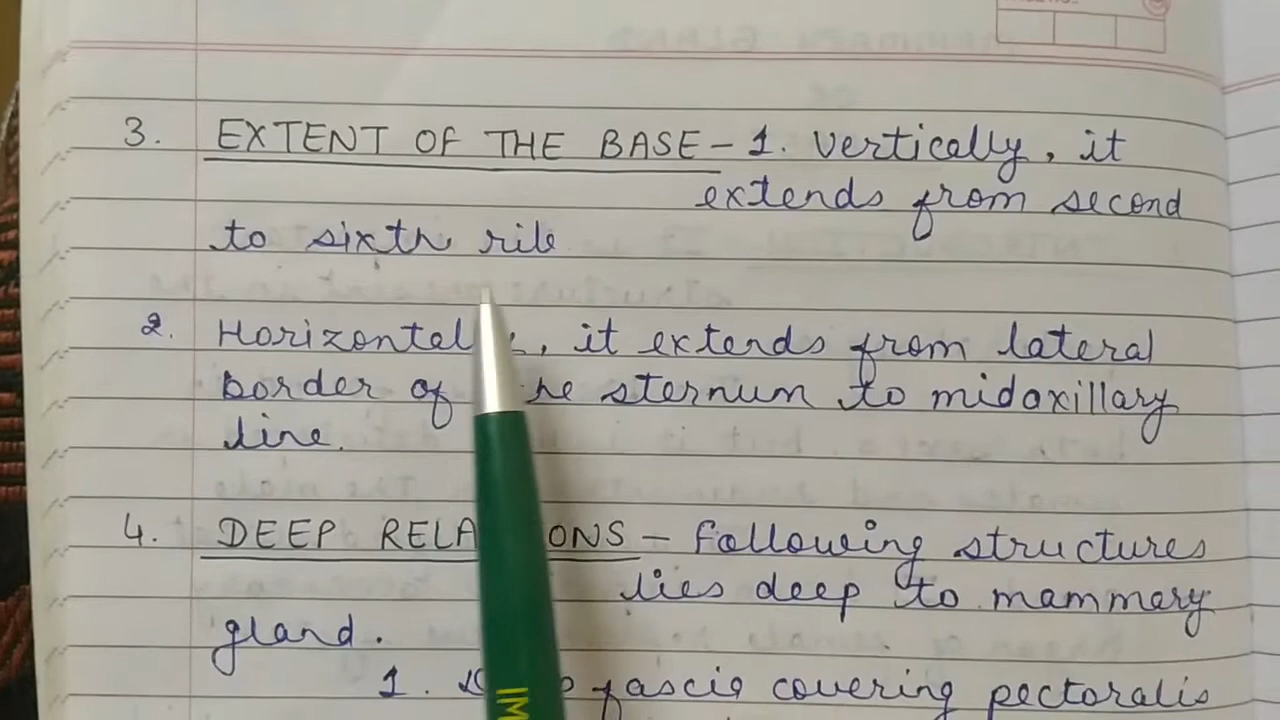 3. EXTENT OF THE BASE - 1. Vertically, it
extends from second
to sixth rib
2. Horizontal , it extends from lateral
border of sternum to midaxillary
line.
4. DEEP RELA ONS - Following structures
lies deep to mammary
gland.
1. fascia covering pectoralis
IM